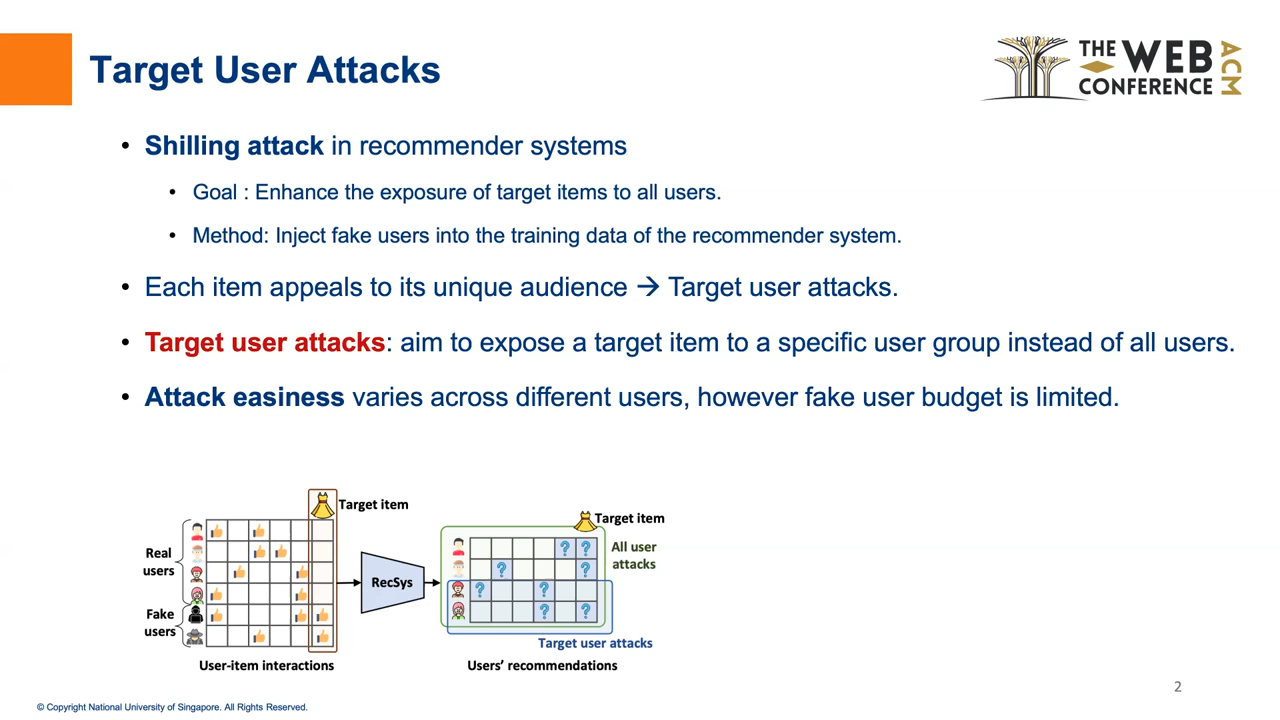 Target User Attacks
THE WEB CONFERENCE
ACM
• Shilling attack in recommender systems
• Goal : Enhance the exposure of target items to all users.
• Method: Inject fake users into the training data of the recommender system.
• Each item appeals to its unique audience → Target user attacks.
• Target user attacks: aim to expose a target item to a specific user group instead of all users.
• Attack easiness varies across different users, however fake user budget is limited.
Target item
Real
users
Fake
users
User-item interactions
RecSys
Target item
? ?
? ?
? ?
? ?
All user
attacks
Target user attacks
Users’ recommendations
2
© Copyright National University of Singapore. All Rights Reserved.